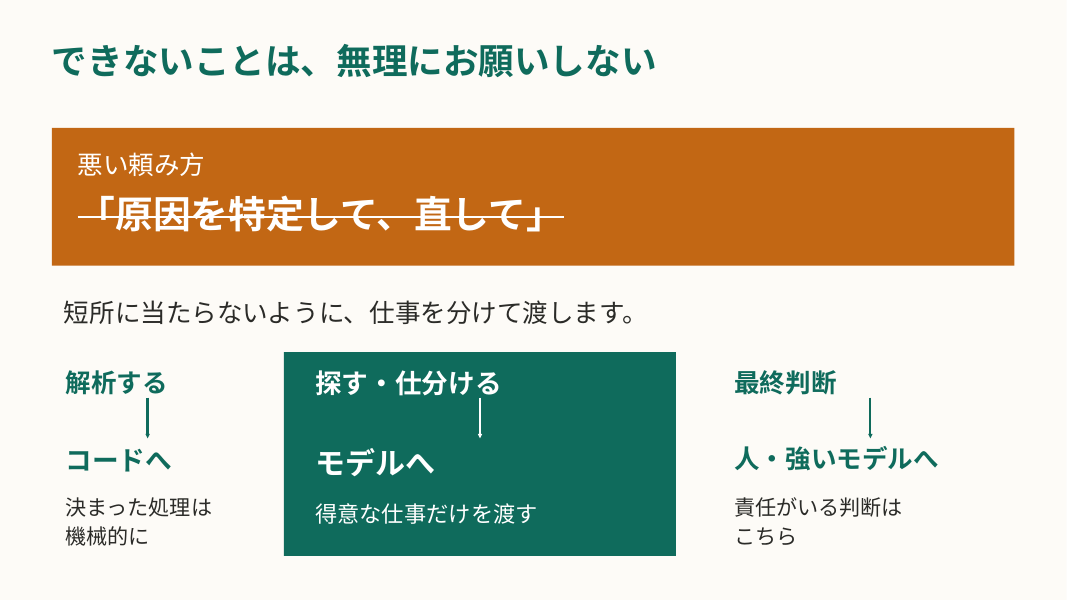 できないことは、無理にお願いしない
悪い頼み方
「原因を特定して、直して」
短所に当たらないように、仕事を分けて渡します。
解析する
コードへ
決まった処理は
機械的に
探す・仕分ける
モデルへ
得意な仕事だけを渡す
最終判断
人・強いモデルへ
責任がいる判断は
こちら